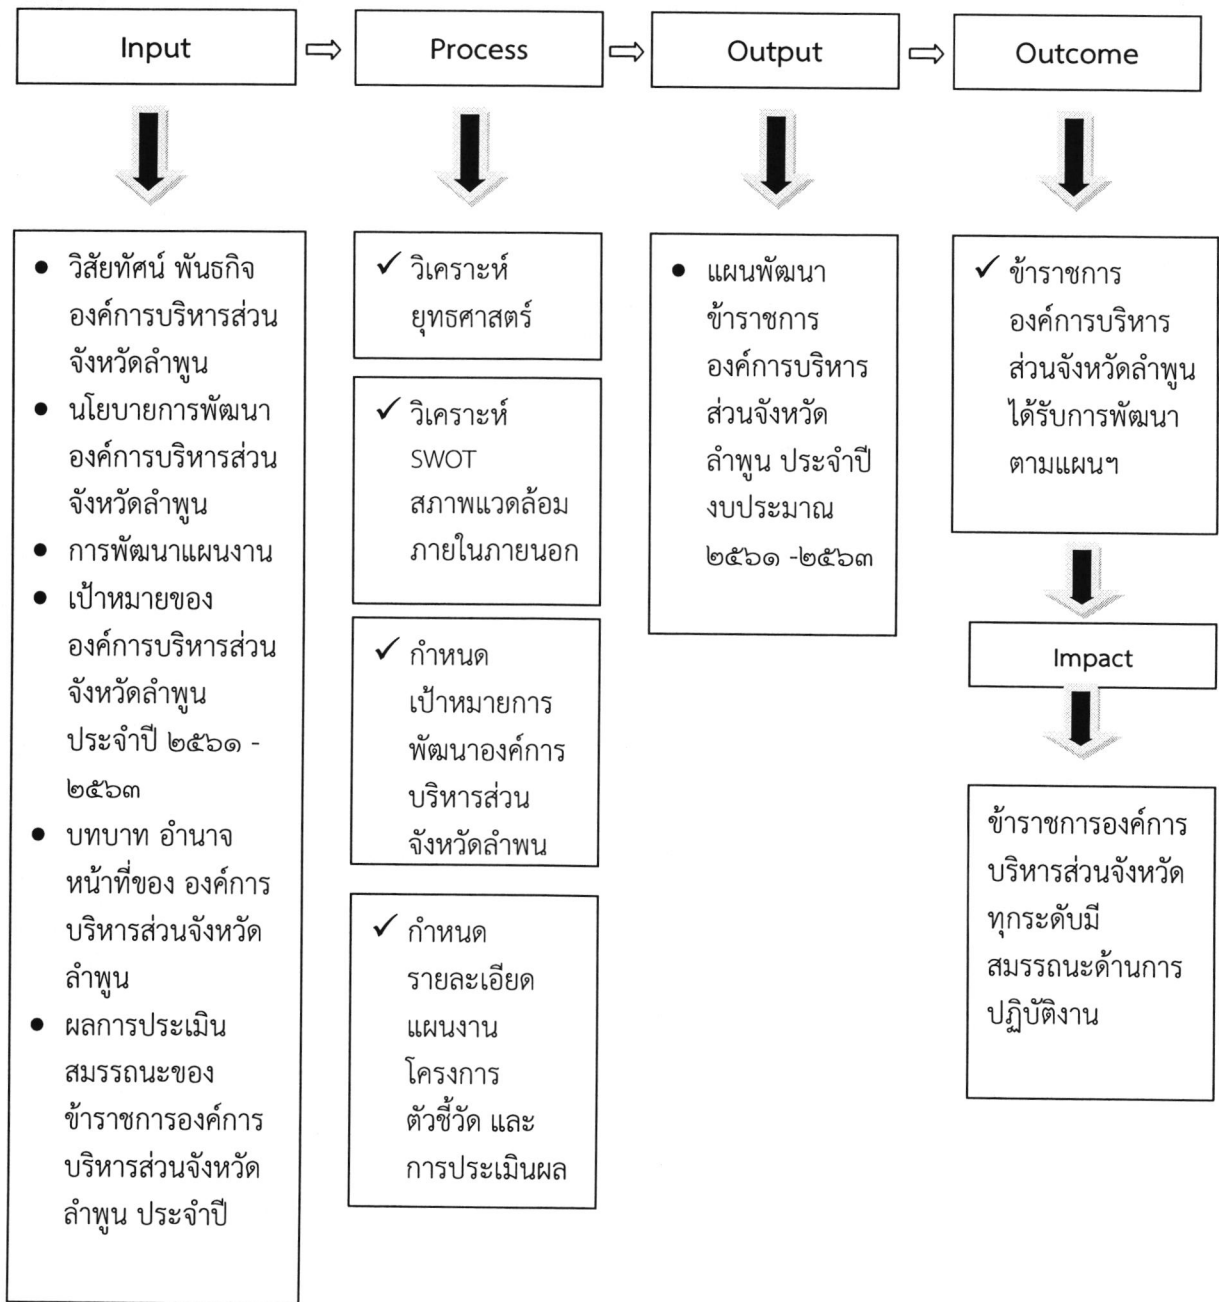 Input
Process
Output
Outcome
● วิสัยทัศน์ พันธกิจ
องค์การบริหารส่วน
จังหวัดลำพูน
● นโยบายการพัฒนา
องค์การบริหารส่วน
จังหวัดลำพูน
● การพัฒนาแผนงาน
● เป้าหมายของ
องค์การบริหารส่วน
จังหวัดลำพูน
ประจำปี ๒๕๖๑ -
๒๕๖๓
● บทบาท อำนาจ
หน้าที่ของ องค์การ
บริหารส่วนจังหวัด
ลำพูน
● ผลการประเมิน
สมรรถนะของ
ข้าราชการองค์การ
บริหารส่วนจังหวัด
ลำพูน ประจำปี
✓ วิเคราะห์
ยุทธศาสตร์
✓ วิเคราะห์
SWOT
สภาพแวดล้อม
ภายในภายนอก
✓ กำหนด
เป้าหมายการ
พัฒนาองค์การ
บริหารส่วน
จังหวัดลำพน
✓ กำหนด
รายละเอียด
แผนงาน
โครงการ
ตัวชี้วัด และ
การประเมินผล
● แผนพัฒนา
ข้าราชการ
องค์การบริหาร
ส่วนจังหวัด
ลำพูน ประจำปี
งบประมาณ
๒๕๖๑ -๒๕๖๓
✓ ข้าราชการ
องค์การบริหาร
ส่วนจังหวัดลำพูน
ได้รับการพัฒนา
ตามแผนฯ
Impact
ข้าราชการองค์การ
บริหารส่วนจังหวัด
ทุกระดับมี
สมรรถนะด้านการ
ปฏิบัติงาน